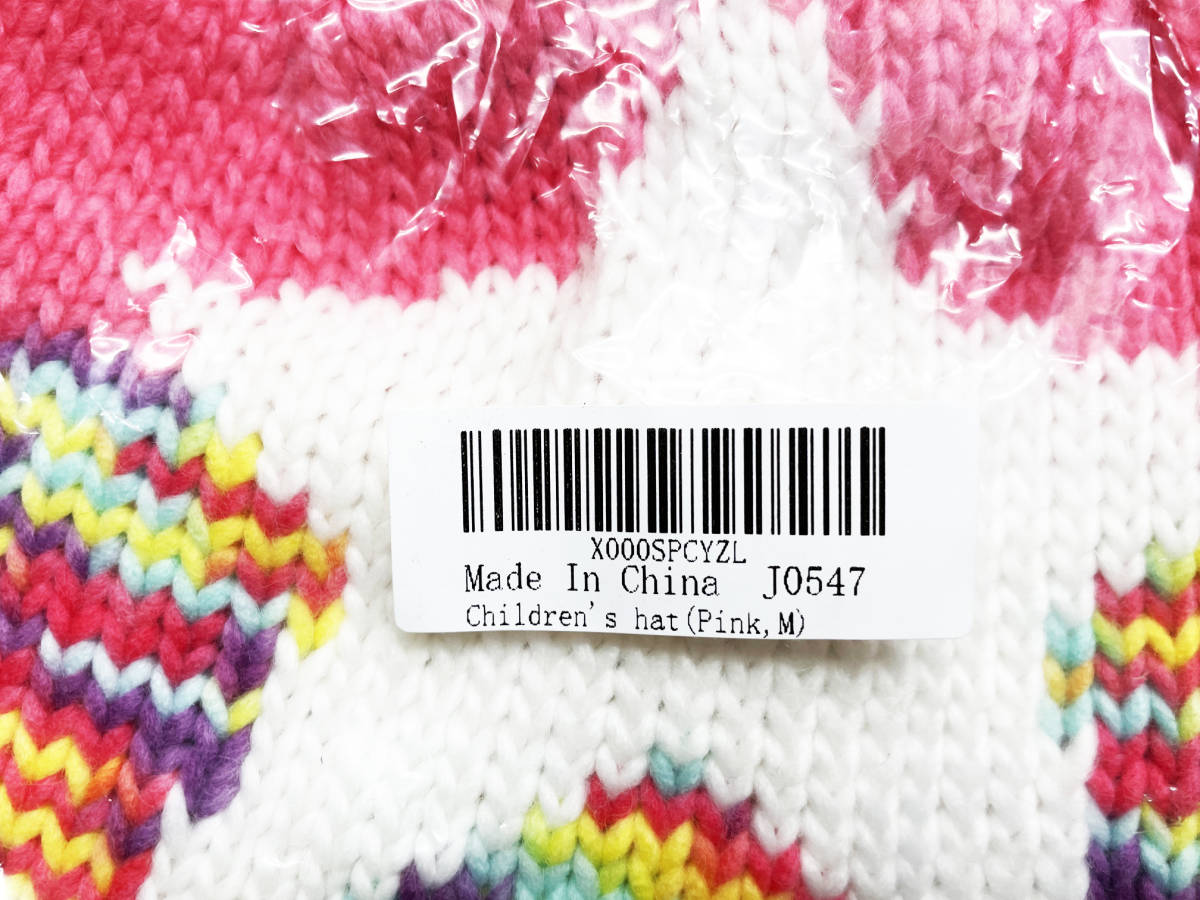 X000SPCYZL
Made In China J0547
Children's hat(Pink,M)